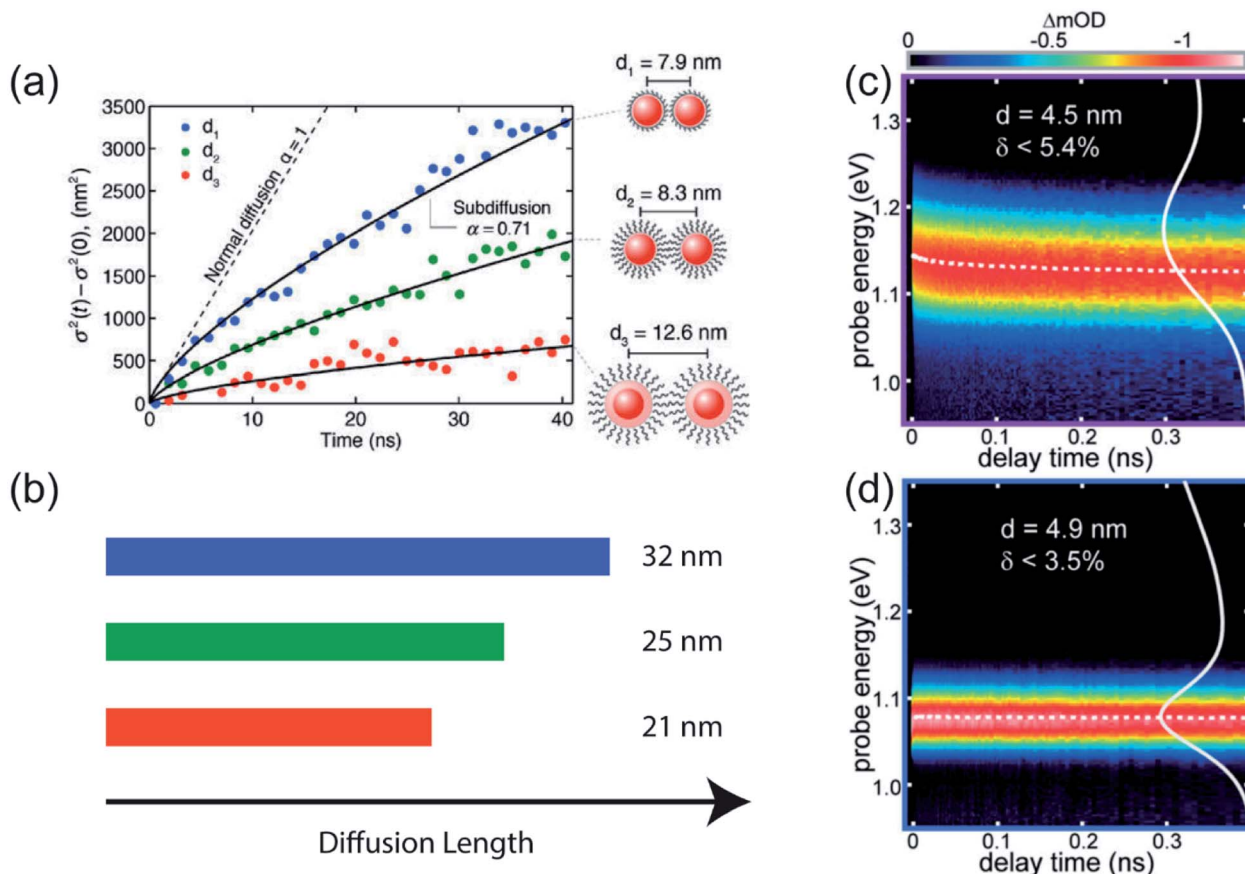 (a)
3500
3000
2500
2000
1500
1000
500
0
σ²(t) – σ²(0), (nm²)
d₁
d₂
d₃
Normal diffusion α = 1
Subdiffusion
α = 0.71
0
10
20
30
40
Time (ns)
d₁ = 7.9 nm
d₂ = 8.3 nm
d₃ = 12.6 nm
(b)
32 nm
25 nm
21 nm
Diffusion Length
ΔmOD
0
-0.5
-1
(c)
d = 4.5 nm
δ < 5.4%
1.3
1.2
1.1
1.0
probe energy (eV)
0
0.1
0.2
0.3
delay time (ns)
(d)
d = 4.9 nm
δ < 3.5%
1.3
1.2
1.1
1.0
probe energy (eV)
0
0.1
0.2
0.3
delay time (ns)